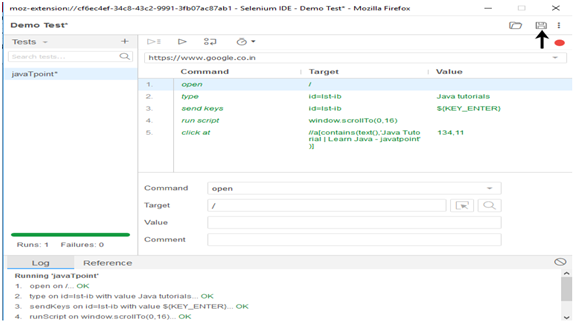 moz-extension://cf6ec4ef-34c8-43c2-9991-3fb07ac87ab1 - Selenium IDE - Demo Test* - Mozilla Firefox
Demo Test*
Tests
Search tests...
javaTpoint*
https://www.google.co.in
Command Target Value
1. open /
2. type id=lst-ib Java tutorials
3. send keys id=lst-ib ${KEY_ENTER}
4. run script window.scrollTo(0,16)
5. click at //a[contains(text(),'Java Tuto 134,11
rial | Learn Java - javatpoint'
)]
Command open
Target /
Value
Comment
Runs: 1 Failures: 0
Log Reference
Running 'javaTpoint'
1. open on /... OK
2. type on id=lst-ib with value Java tutorials... OK
3. sendKeys on id=lst-ib with value ${KEY_ENTER}... OK
4. runScript on window.scrollTo(0,16)... OK